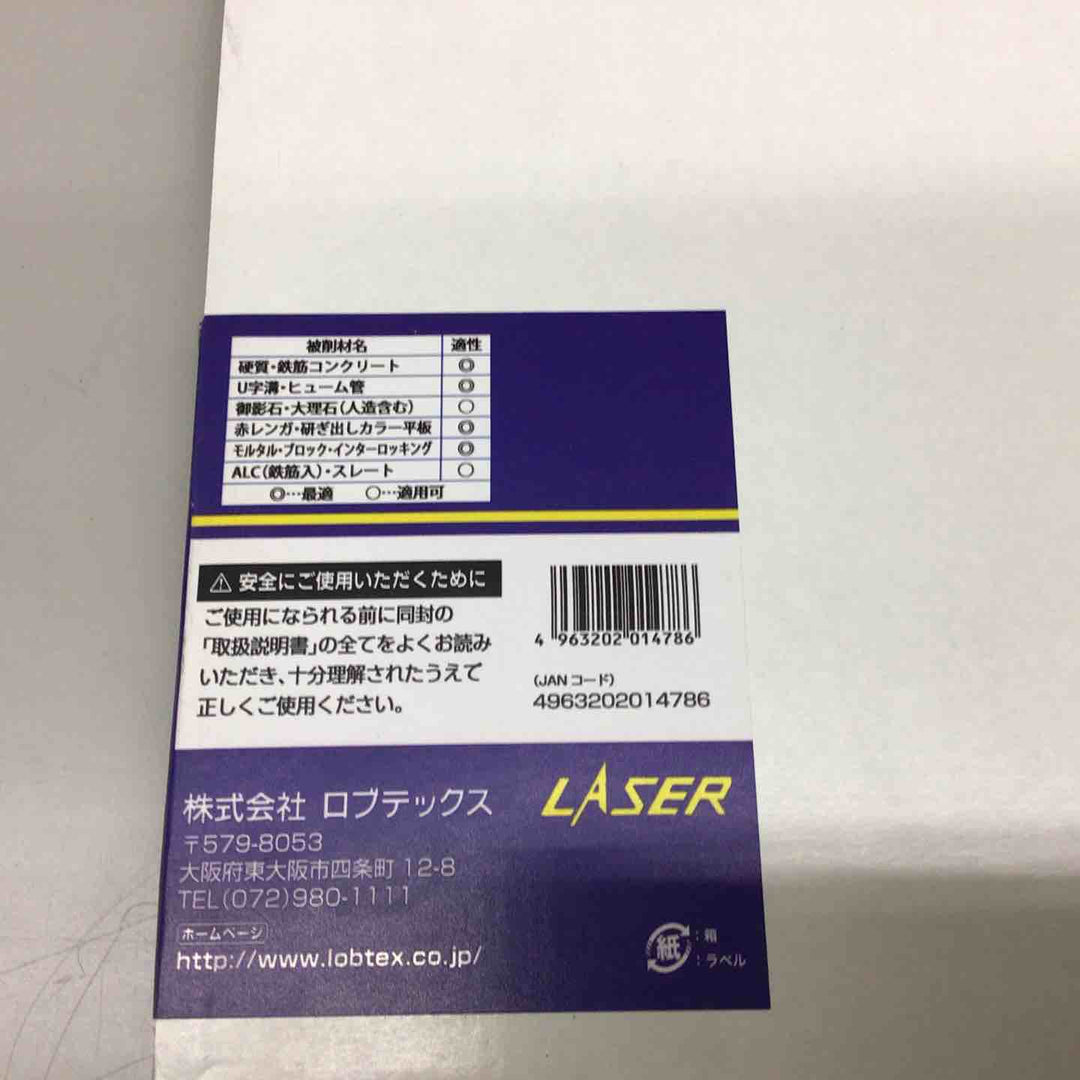 被削材名 適性
硬質・鉄筋コンクリート ◎
U字溝・ヒューム管 ◎
御影石・大理石(人造含む) ○
赤レンガ・研ぎ出しカラー平板 ◎
モルタル・ブロック・インターロッキング ◎
ALC(鉄筋入)・スレート ○
◎…最適 ○…適用可
⚠ 安全にご使用いただくために
ご使用になられる前に同封の
「取扱説明書」の全てをよくお読み
いただき、十分理解されたうえで
正しくご使用ください。
4 963202 014786
(JANコード)
4963202014786
株式会社 ロブテックス
LASER
〒579-8053
大阪府東大阪市四条町 12-8
TEL(072)980-1111
ホームページ
http://www.lobtex.co.jp/
紙
:箱
:ラベル